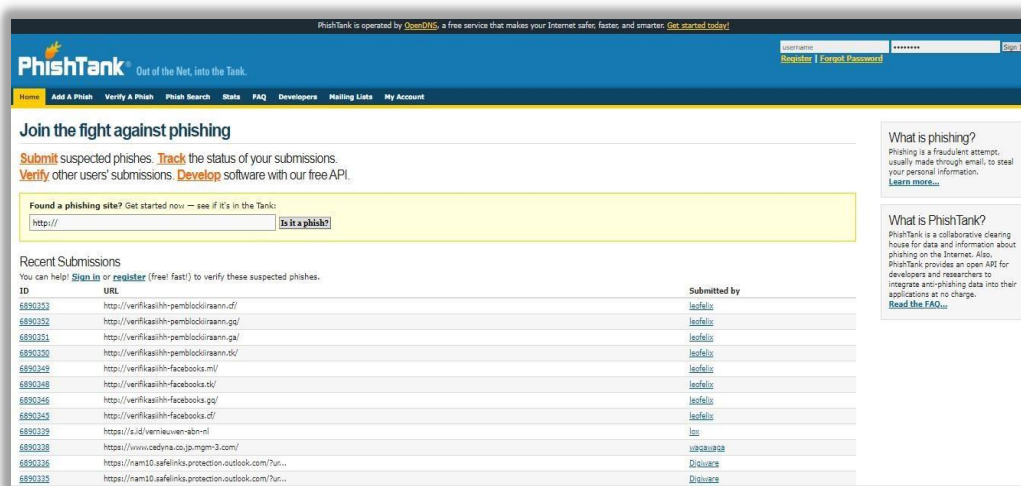 PhishTank is operated by OpenDNS, a free service that makes your Internet safer, faster, and smarter. Get started today!
username
••••••••
Sign I
Register | Forgot Password
PhishTank® Out of the Net, into the Tank.
Home Add A Phish Verify A Phish Phish Search Stats FAQ Developers Mailing Lists My Account
Join the fight against phishing
Submit suspected phishes. Track the status of your submissions.
Verify other users' submissions. Develop software with our free API.
Found a phishing site? Get started now — see if it's in the Tank:
http:// Is it a phish?
Recent Submissions
You can help! Sign in or register (free! fast!) to verify these suspected phishes.
ID URL Submitted by
6890353 http://verifikasiihh-pemblockiiraann.cf/ leofelix
6890352 http://verifikasiihh-pemblockiiraann.gq/ leofelix
6890351 http://verifikasiihh-pemblockiiraann.ga/ leofelix
6890350 http://verifikasiihh-pemblockiiraann.tk/ leofelix
6890349 http://verifikasiihh-facebooks.ml/ leofelix
6890348 http://verifikasiihh-facebooks.tk/ leofelix
6890346 http://verifikasiihh-facebooks.gq/ leofelix
6890345 http://verifikasiihh-facebooks.cf/ leofelix
6890339 https://s.id/vernieuwen-abn-nl lox
6890338 https://www.cedyna.co.jp.mgm-3.com/ wagawaga
6890336 https://nam10.safelinks.protection.outlook.com/?ur... Digiware
6890335 https://nam10.safelinks.protection.outlook.com/?ur... Digiware
What is phishing?
Phishing is a fraudulent attempt,
usually made through email, to steal
your personal information.
Learn more...
What is PhishTank?
PhishTank is a collaborative clearing
house for data and information about
phishing on the Internet. Also,
PhishTank provides an open API for
developers and researchers to
integrate anti-phishing data into their
applications at no charge.
Read the FAQ...